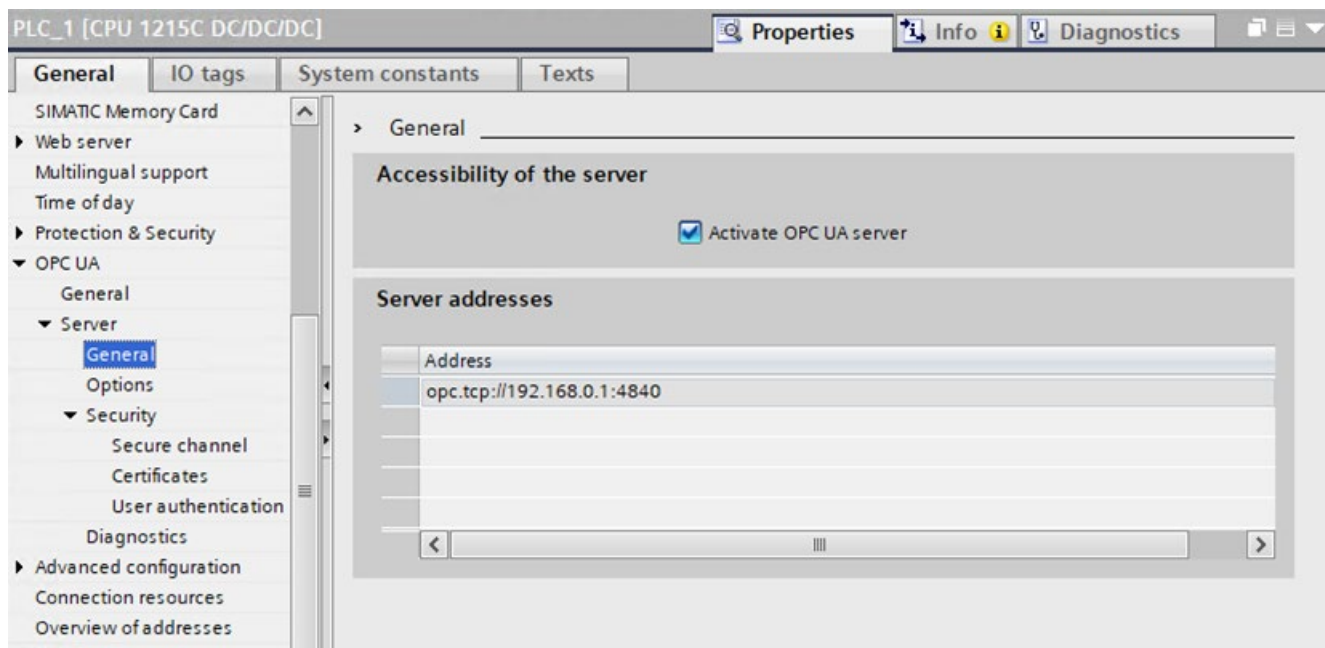 PLC_1 [CPU 1215C DC/DC/DC]
Properties
Info
Diagnostics
General
IO tags
System constants
Texts
SIMATIC Memory Card
Web server
Multilingual support
Time of day
Protection & Security
OPC UA
General
Server
General
Options
Security
Secure channel
Certificates
User authentication
Diagnostics
Advanced configuration
Connection resources
Overview of addresses
General
Accessibility of the server
Activate OPC UA server
Server addresses
Address
opc.tcp://192.168.0.1:4840